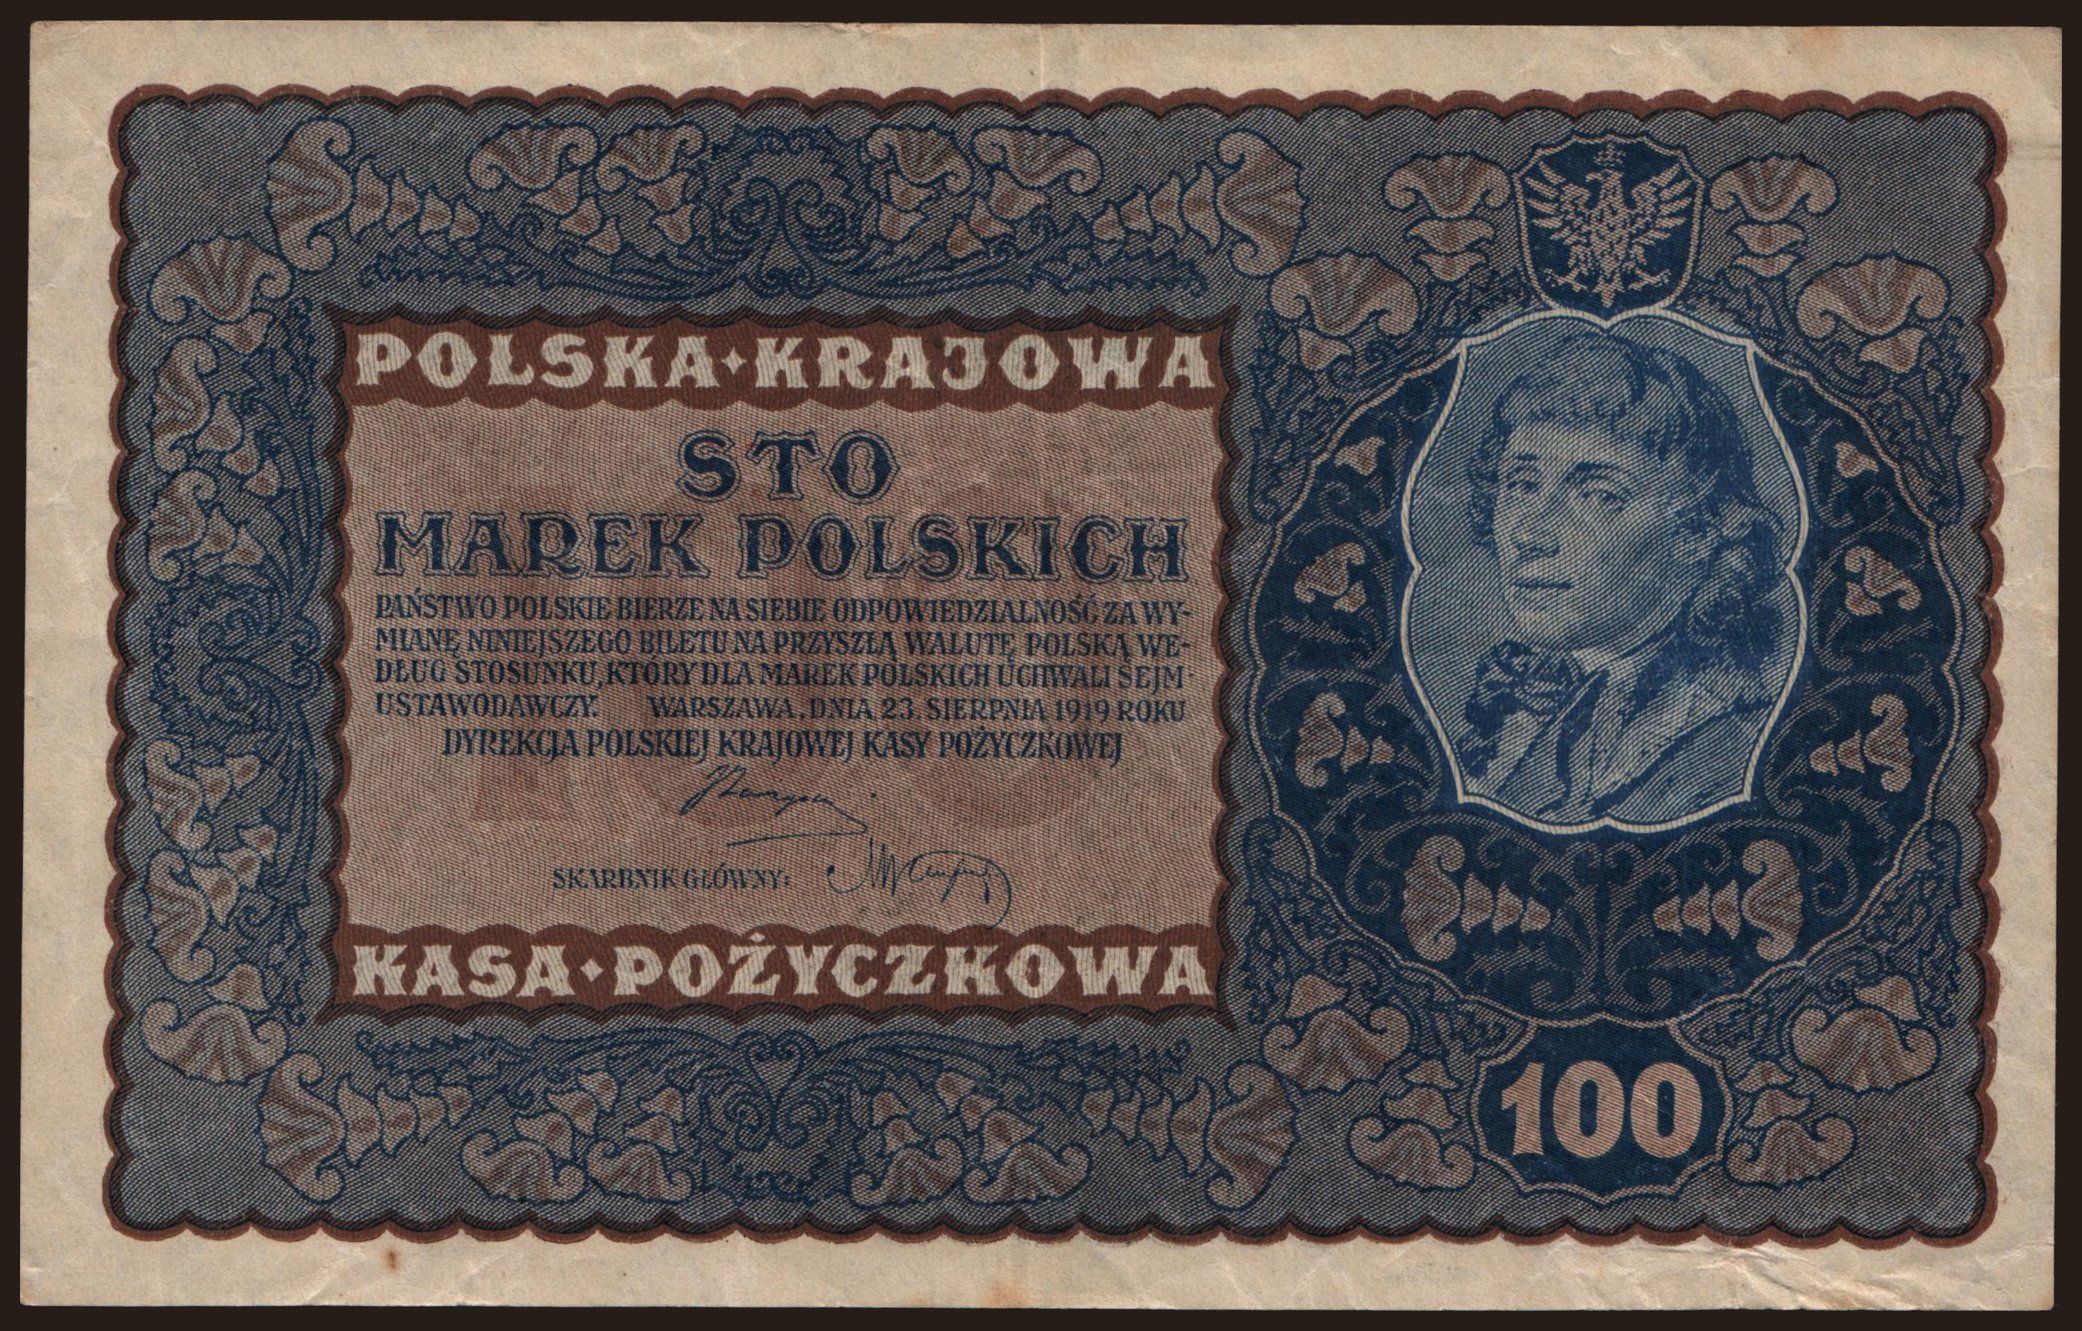 POLSKA KRAJOWA
STO
MAREK POLSKICH
PAŃSTWO POLSKIE BIERZE NA SIEBIE ODPOWIEDZIALNOŚĆ ZA WY-
MIANĘ NINIEJSZEGO BILETU NA PRZYSZŁĄ WALUTĘ POLSKĄ WE-
DŁUG STOSUNKU, KTÓRY DLA MAREK POLSKICH UCHWALI SEJM
USTAWODAWCZY. WARSZAWA, DNIA 23. SIERPNIA 1919 ROKU
DYREKCJA POLSKIEJ KRAJOWEJ KASY POŻYCZKOWEJ
SKARBNIK GŁÓWNY:
KASA POŻYCZKOWA
100